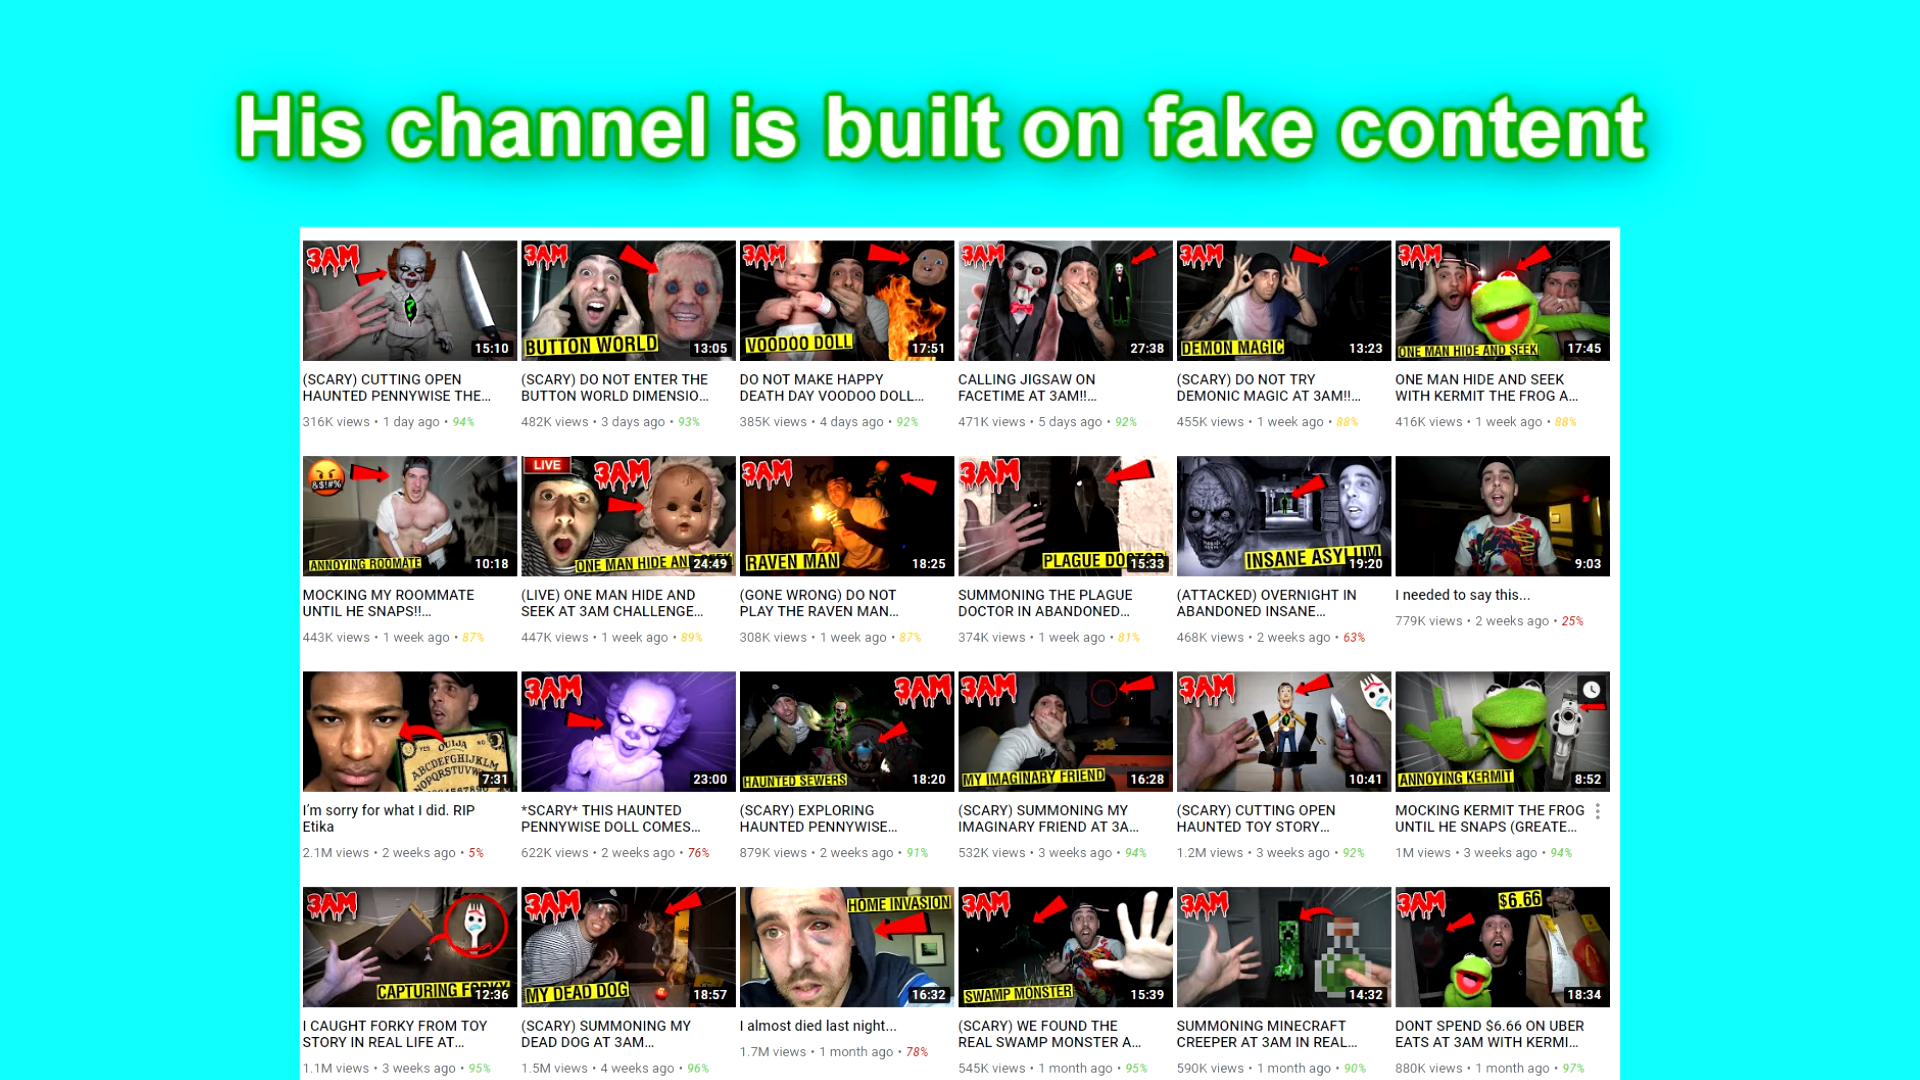 His channel is built on fake content
3AM
15:10
3AM
BUTTON WORLD
13:05
3AM
VOODOO DOLL
17:51
3AM
27:38
3AM
DEMON MAGIC
13:23
3AM
ONE MAN HIDE AND SEEK
17:45
(SCARY) CUTTING OPEN
HAUNTED PENNYWISE THE...
316K views • 1 day ago • 94%
(SCARY) DO NOT ENTER THE
BUTTON WORLD DIMENSIO...
482K views • 3 days ago • 93%
DO NOT MAKE HAPPY
DEATH DAY VOODOO DOLL...
385K views • 4 days ago • 92%
CALLING JIGSAW ON
FACETIME AT 3AM!!...
471K views • 5 days ago • 92%
(SCARY) DO NOT TRY
DEMONIC MAGIC AT 3AM!!...
455K views • 1 week ago • 88%
ONE MAN HIDE AND SEEK
WITH KERMIT THE FROG A...
416K views • 1 week ago • 88%
&$!#%
ANNOYING ROOMATE
10:18
LIVE
3AM
ONE MAN HIDE AND SEEK
24:49
3AM
RAVEN MAN
18:25
3AM
PLAGUE DOCTOR
15:33
INSANE ASYLUM
19:20
9:03
MOCKING MY ROOMMATE
UNTIL HE SNAPS!!...
443K views • 1 week ago • 87%
(LIVE) ONE MAN HIDE AND
SEEK AT 3AM CHALLENGE...
447K views • 1 week ago • 89%
(GONE WRONG) DO NOT
PLAY THE RAVEN MAN...
308K views • 1 week ago • 87%
SUMMONING THE PLAGUE
DOCTOR IN ABANDONED...
374K views • 1 week ago • 81%
(ATTACKED) OVERNIGHT IN
ABANDONED INSANE...
468K views • 2 weeks ago • 63%
I needed to say this...
779K views • 2 weeks ago • 25%
YES OUIJA NO
ABCDEFGHIJKLM
NOPQRSTUVW
7:31
3AM
23:00
3AM
HAUNTED SEWERS
18:20
3AM
MY IMAGINARY FRIEND
16:28
3AM
10:41
ANNOYING KERMIT
8:52
I'm sorry for what I did. RIP
Etika
2.1M views • 2 weeks ago • 5%
*SCARY* THIS HAUNTED
PENNYWISE DOLL COMES...
622K views • 2 weeks ago • 76%
(SCARY) EXPLORING
HAUNTED PENNYWISE...
879K views • 2 weeks ago • 91%
(SCARY) SUMMONING MY
IMAGINARY FRIEND AT 3A...
532K views • 3 weeks ago • 94%
(SCARY) CUTTING OPEN
HAUNTED TOY STORY...
1.2M views • 3 weeks ago • 92%
MOCKING KERMIT THE FROG
UNTIL HE SNAPS (GREATE...
1M views • 3 weeks ago • 94%
3AM
CAPTURING FORKY
12:36
3AM
MY DEAD DOG
18:57
HOME INVASION
16:32
SWAMP MONSTER
15:39
3AM
14:32
3AM
$6.66
18:34
I CAUGHT FORKY FROM TOY
STORY IN REAL LIFE AT...
1.1M views • 3 weeks ago • 95%
(SCARY) SUMMONING MY
DEAD DOG AT 3AM...
1.5M views • 4 weeks ago • 96%
I almost died last night...
1.7M views • 1 month ago • 78%
(SCARY) WE FOUND THE
REAL SWAMP MONSTER A...
545K views • 1 month ago • 95%
SUMMONING MINECRAFT
CREEPER AT 3AM IN REAL...
590K views • 1 month ago • 90%
DONT SPEND $6.66 ON UBER
EATS AT 3AM WITH KERMI...
880K views • 1 month ago • 97%